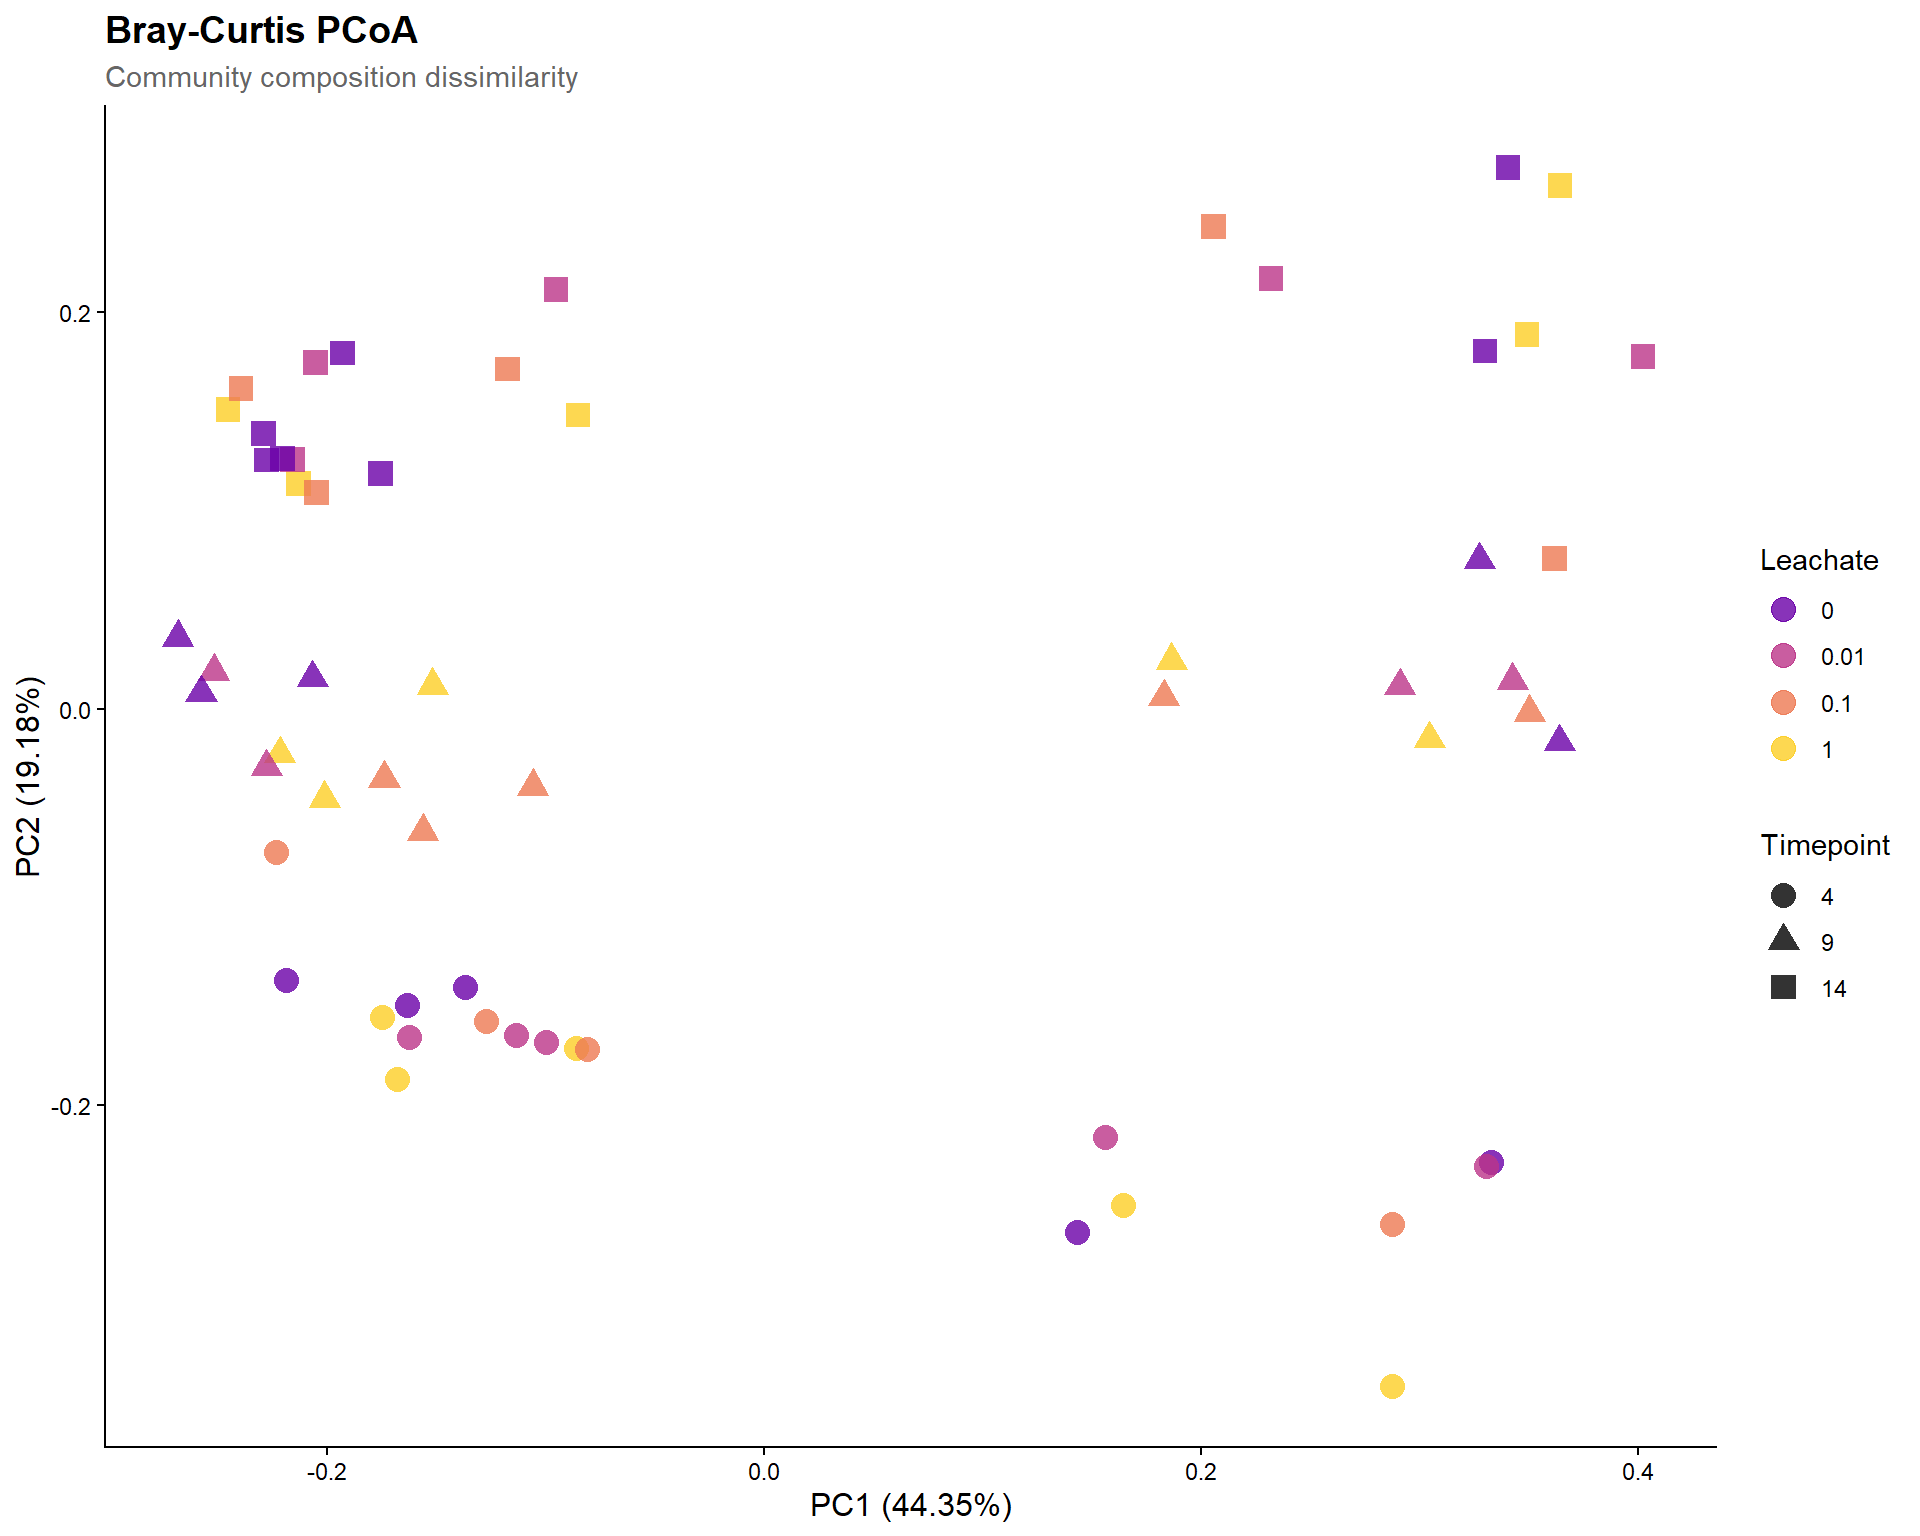 Bray-Curtis PCoA
Community composition dissimilarity
0.2
0.0
-0.2
PC2 (19.18%)
-0.2
0.0
0.2
0.4
PC1 (44.35%)
Leachate
0
0.01
0.1
1
Timepoint
4
9
14